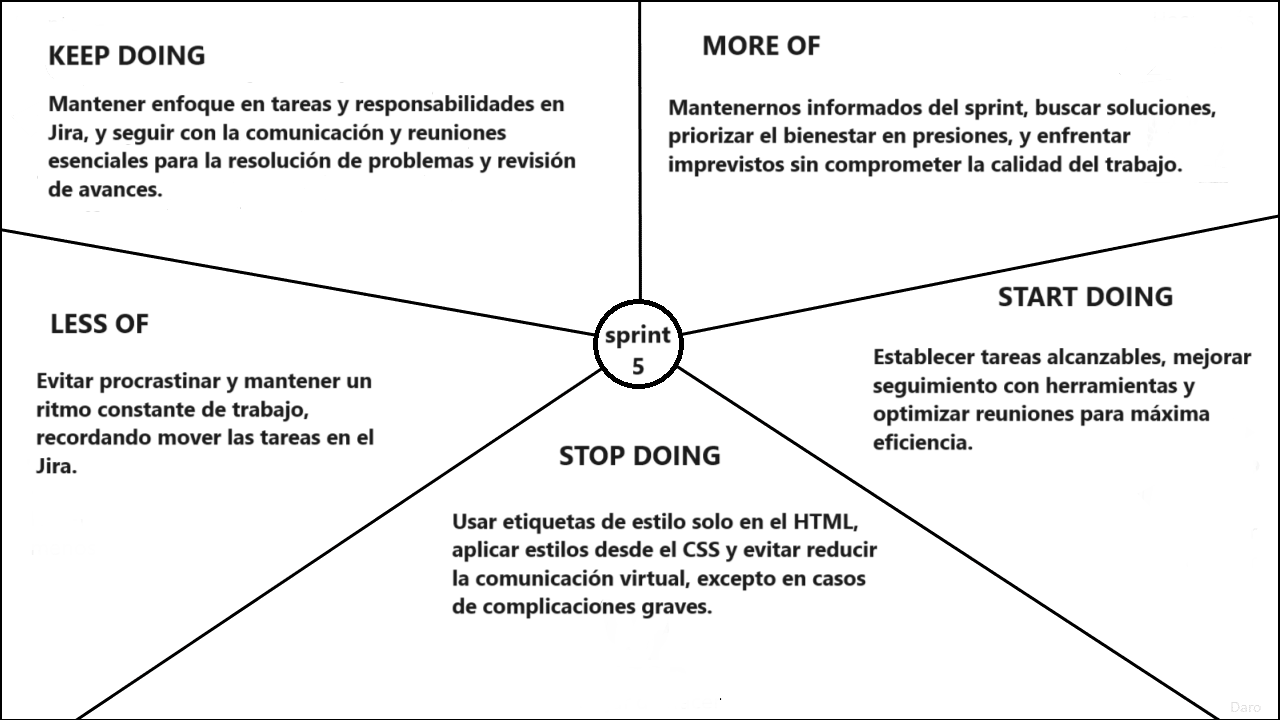 KEEP DOING
Mantener enfoque en tareas y responsabilidades en
Jira, y seguir con la comunicación y reuniones
esenciales para la resolución de problemas y revisión
de avances.
MORE OF
Mantenernos informados del sprint, buscar soluciones,
priorizar el bienestar en presiones, y enfrentar
imprevistos sin comprometer la calidad del trabajo.
LESS OF
Evitar procrastinar y mantener un
ritmo constante de trabajo,
recordando mover las tareas en el
Jira.
sprint
5
START DOING
Establecer tareas alcanzables, mejorar
seguimiento con herramientas y
optimizar reuniones para máxima
eficiencia.
STOP DOING
Usar etiquetas de estilo solo en el HTML,
aplicar estilos desde el CSS y evitar reducir
la comunicación virtual, excepto en casos
de complicaciones graves.
Daro